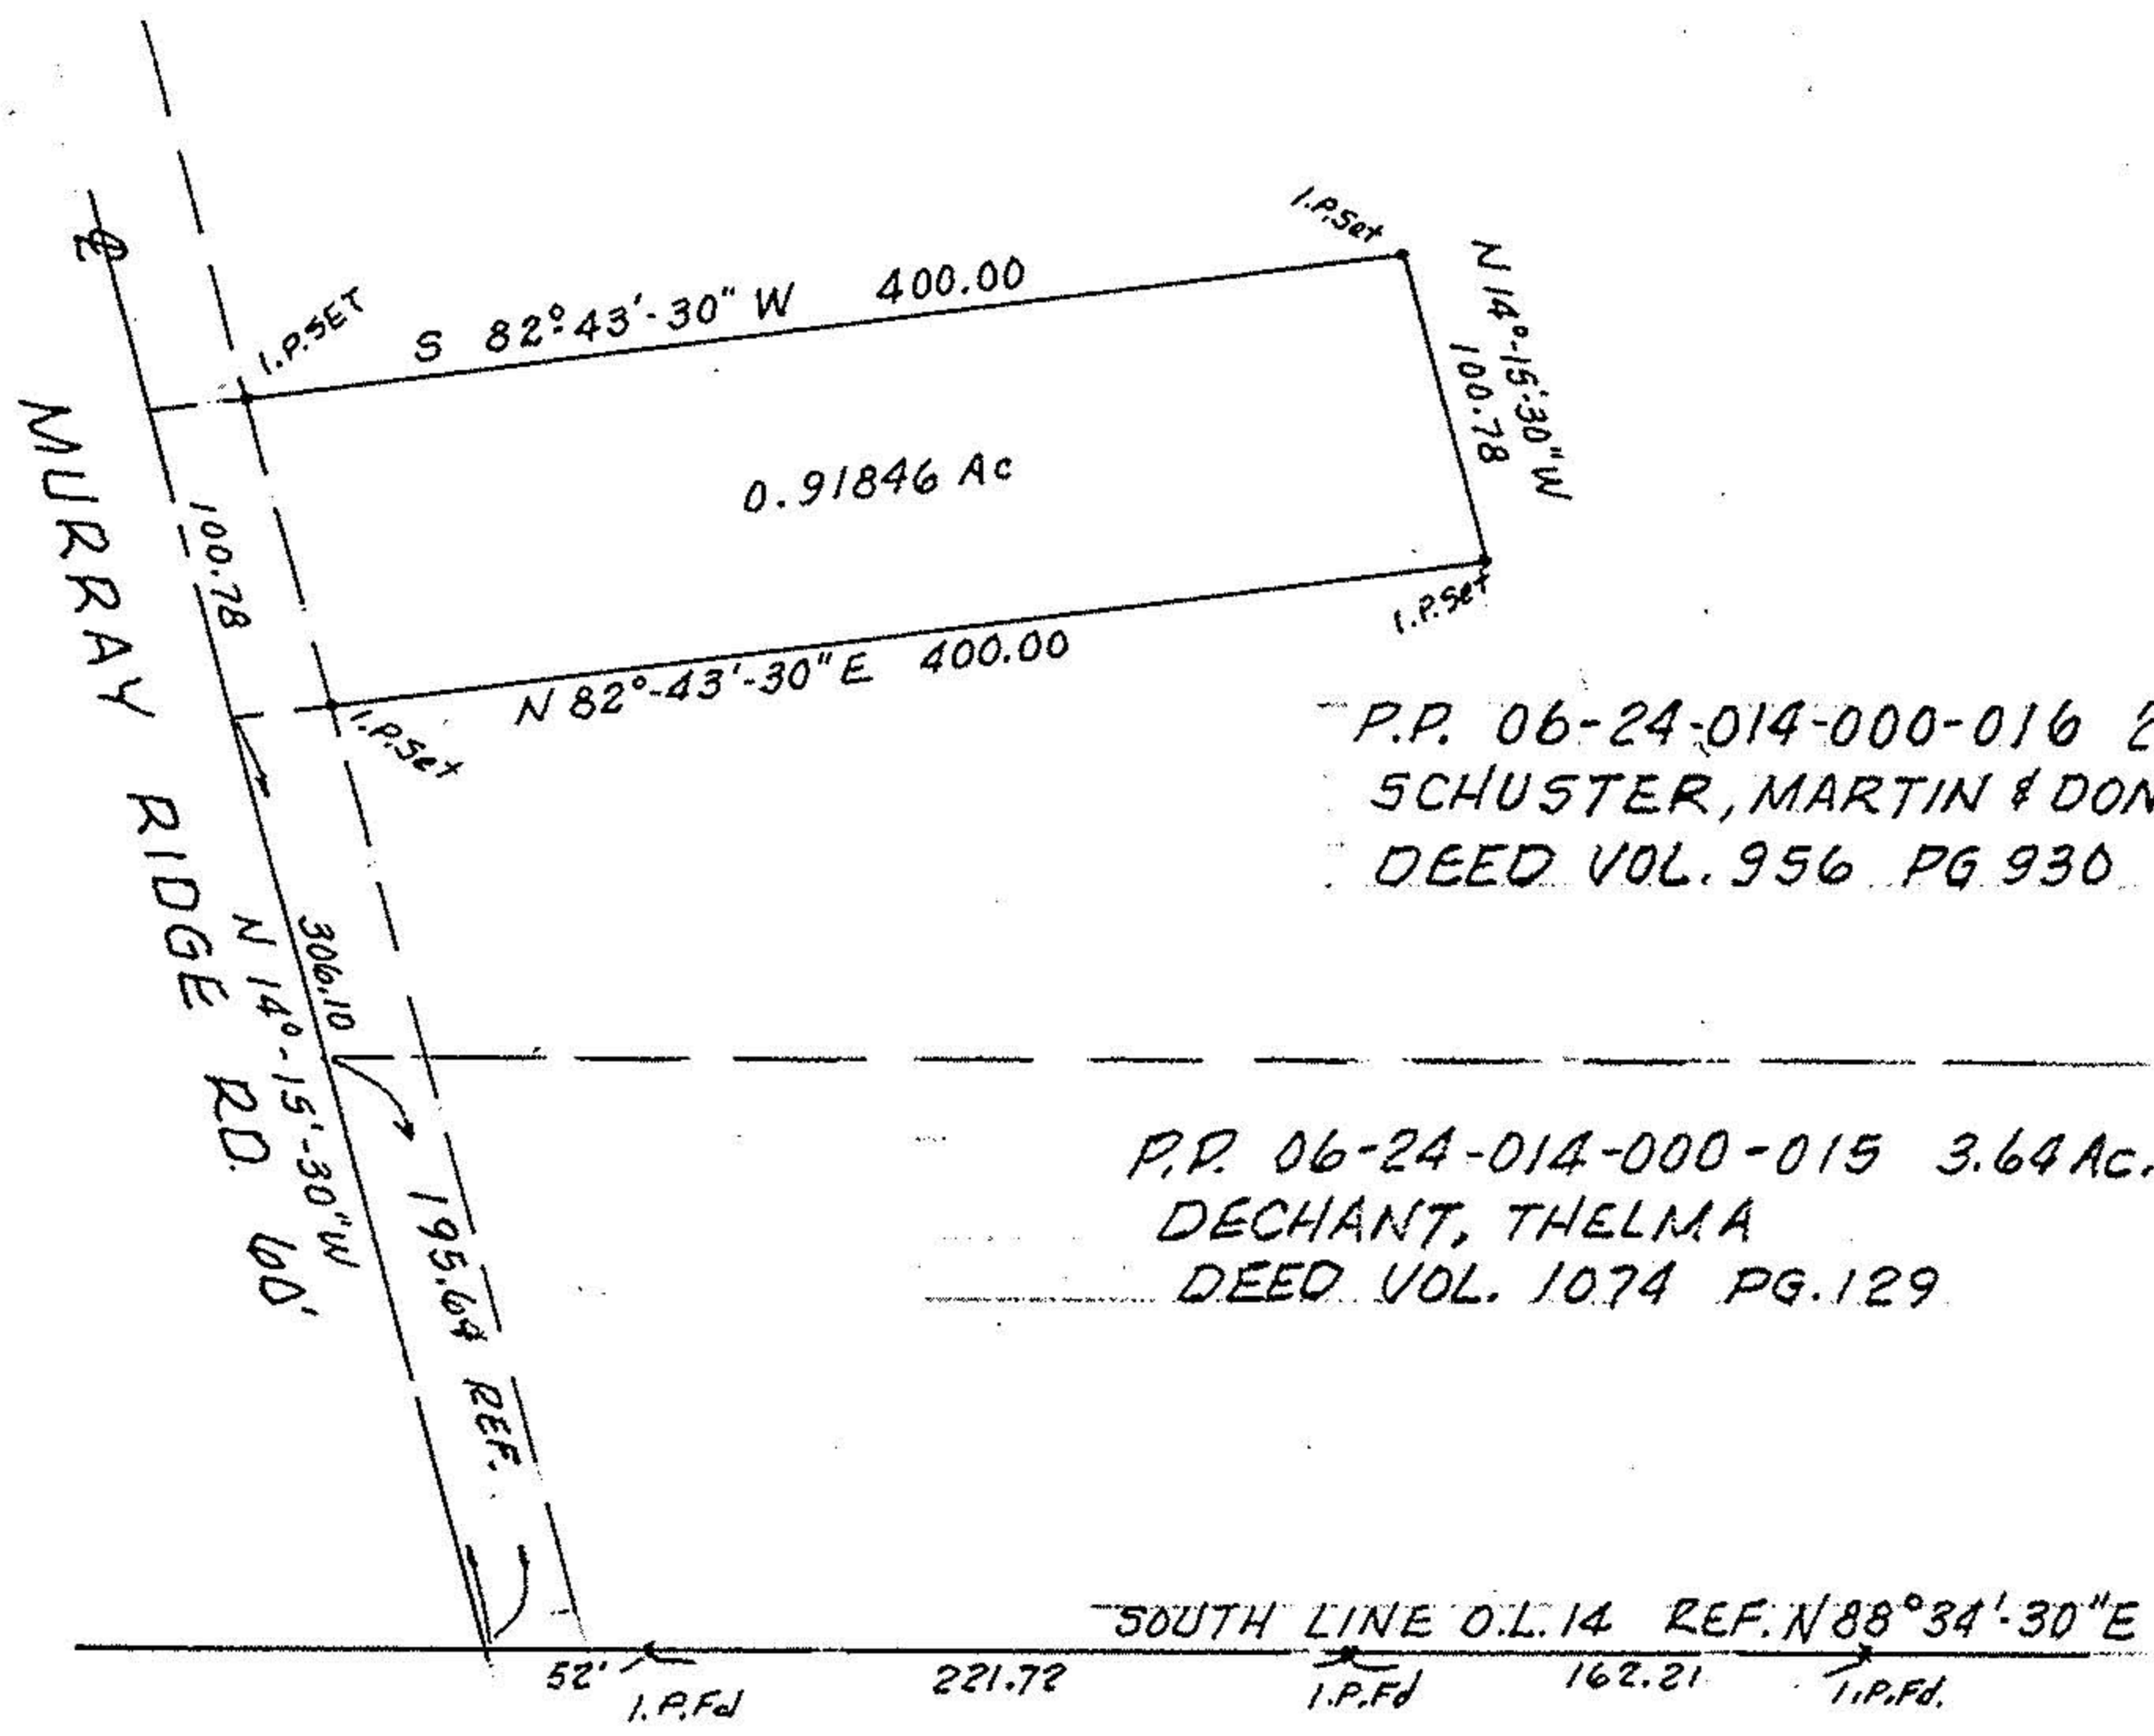 ℄
I.P. SET
S 82°-43'-30" W 400.00
I.P. Set
N 14°-15'-30" W
100.78
0.91846 Ac
100.78
MURRAY RIDGE RD. 60'
N 82°-43'-30" E 400.00
I.P. Set
I.P. Set
P.P. 06-24-014-000-016
SCHUSTER, MARTIN &
DEED VOL. 956 PG 930
306.10
N 14°-15'-30" W
195.64 REF.
P.P. 06-24-014-000-015 3.64 Ac.
DECHANT, THELMA
DEED VOL. 1074 PG. 129
SOUTH LINE O.L. 14 REF. N 88°34'-30" E
52' 221.72 162.21
I.P. Fd I.P. Fd I.P. Fd.